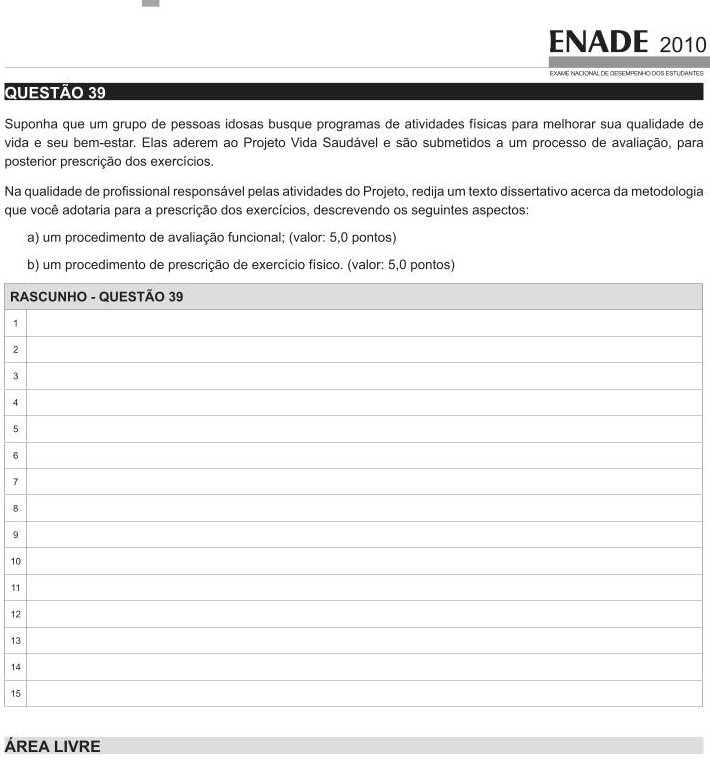 ENADE 2010
EXAME NACIONAL DE DESEMPENHO DOS ESTUDANTES
QUESTÃO 39
Suponha que um grupo de pessoas idosas busque programas de atividades físicas para melhorar sua qualidade de
vida e seu bem-estar. Elas aderem ao Projeto Vida Saudável e são submetidos a um processo de avaliação, para
posterior prescrição dos exercícios.
Na qualidade de profissional responsável pelas atividades do Projeto, redija um texto dissertativo acerca da metodologia
que você adotaria para a prescrição dos exercícios, descrevendo os seguintes aspectos:
a) um procedimento de avaliação funcional; (valor: 5,0 pontos)
b) um procedimento de prescrição de exercício físico. (valor: 5,0 pontos)
RASCUNHO - QUESTÃO 39
1
2
3
4
5
6
7
8
9
10
11
12
13
14
15
ÁREA LIVRE